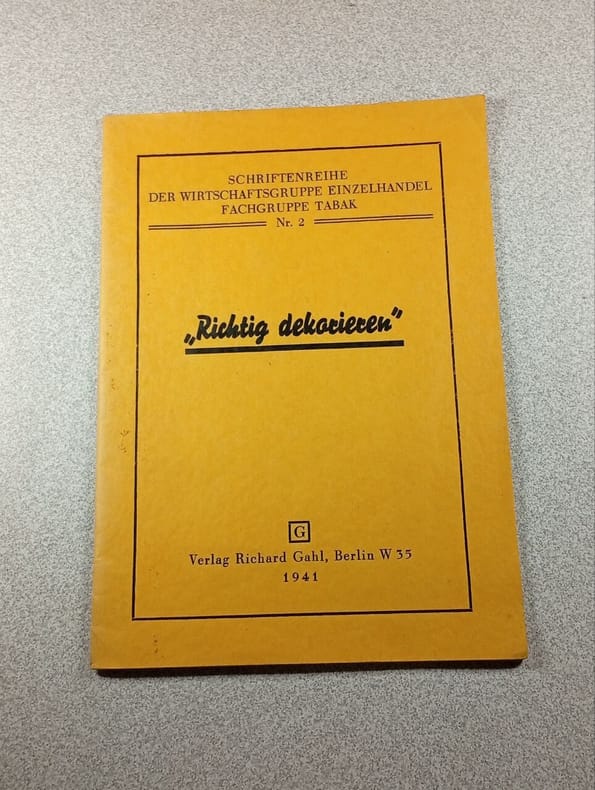 SCHRIFTENREIHE
DER WIRTSCHAFTSGRUPPE EINZELHANDEL
FACHGRUPPE TABAK
Nr. 2
„Richtig dekorieren”
G
Verlag Richard Gahl, Berlin W 35
1941